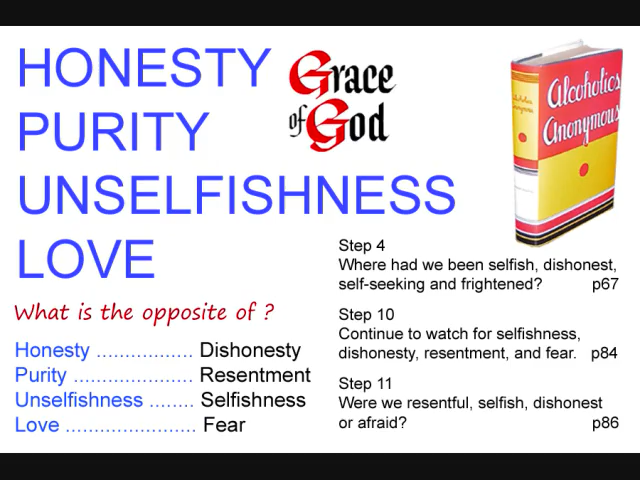 HONESTY
PURITY
UNSELFISHNESS
LOVE
Grace
of God
Alcoholics
Anonymous
What is the opposite of ?
Honesty .................. Dishonesty
Purity ...................... Resentment
Unselfishness ........ Selfishness
Love ........................ Fear
Step 4
Where had we been selfish, dishonest,
self-seeking and frightened? p67
Step 10
Continue to watch for selfishness,
dishonesty, resentment, and fear. p84
Step 11
Were we resentful, selfish, dishonest
or afraid? p86